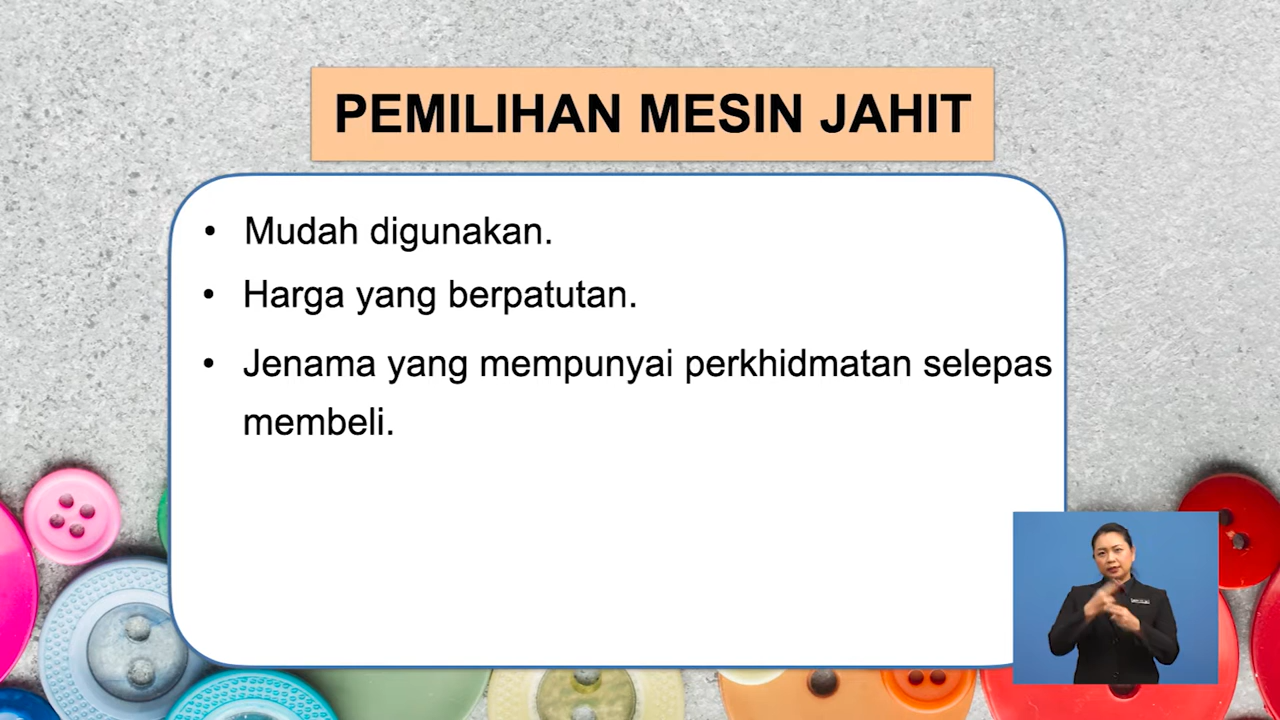 PEMILIHAN MESIN JAHIT
• Mudah digunakan.
• Harga yang berpatutan.
• Jenama yang mempunyai perkhidmatan selepas
membeli.